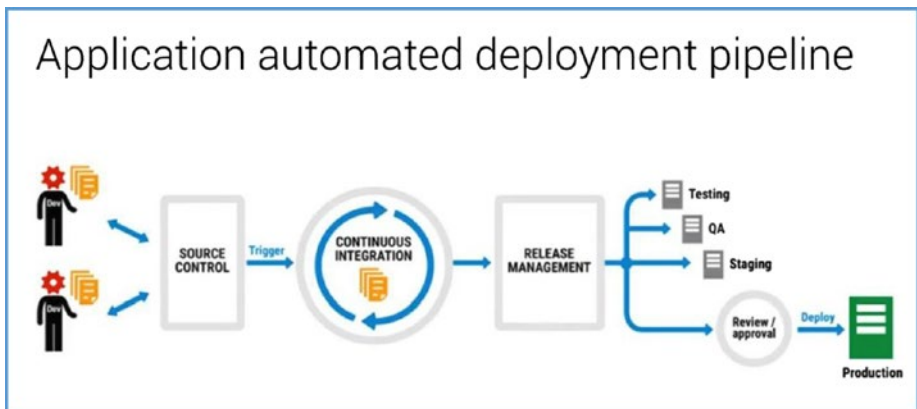 Application automated deployment pipeline
Dev
Dev
SOURCE
CONTROL
Trigger
CONTINUOUS
INTEGRATION
RELEASE
MANAGEMENT
Testing
QA
Staging
Review /
approval
Deploy
Production